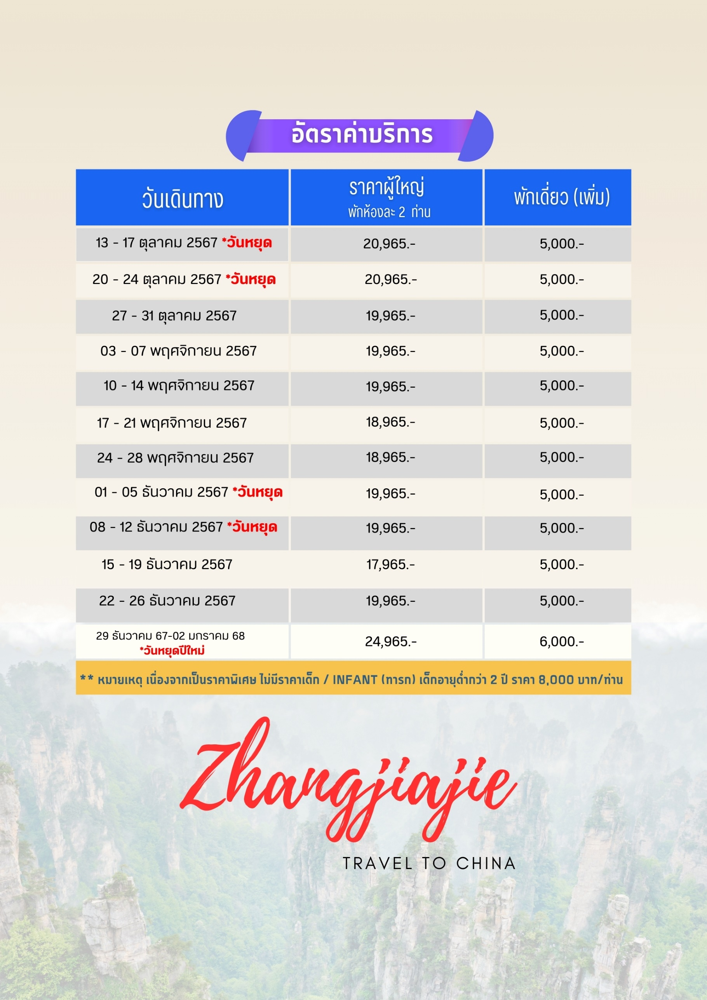 อัตราค่าบริการ
วันเดินทาง
ราคาผู้ใหญ่
พักห้องละ 2 ท่าน
พักเดี่ยว (เพิ่ม)
13 - 17 ตุลาคม 2567 *วันหยุด 20,965.- 5,000.-
20 - 24 ตุลาคม 2567 *วันหยุด 20,965.- 5,000.-
27 - 31 ตุลาคม 2567 19,965.- 5,000.-
03 - 07 พฤศจิกายน 2567 19,965.- 5,000.-
10 - 14 พฤศจิกายน 2567 19,965.- 5,000.-
17 - 21 พฤศจิกายน 2567 18,965.- 5,000.-
24 - 28 พฤศจิกายน 2567 18,965.- 5,000.-
01 - 05 ธันวาคม 2567 *วันหยุด 19,965.- 5,000.-
08 - 12 ธันวาคม 2567 *วันหยุด 19,965.- 5,000.-
15 - 19 ธันวาคม 2567 17,965.- 5,000.-
22 - 26 ธันวาคม 2567 19,965.- 5,000.-
29 ธันวาคม 67-02 มกราคม 68
*วันหยุดปีใหม่
24,965.- 6,000.-
** หมายเหตุ เนื่องจากเป็นราคาพิเศษ ไม่มีราคาเด็ก / INFANT (ทารก) เด็กอายุต่ำกว่า 2 ปี ราคา 8,000 บาท/ท่าน
Zhangjiajie
TRAVEL TO CHINA